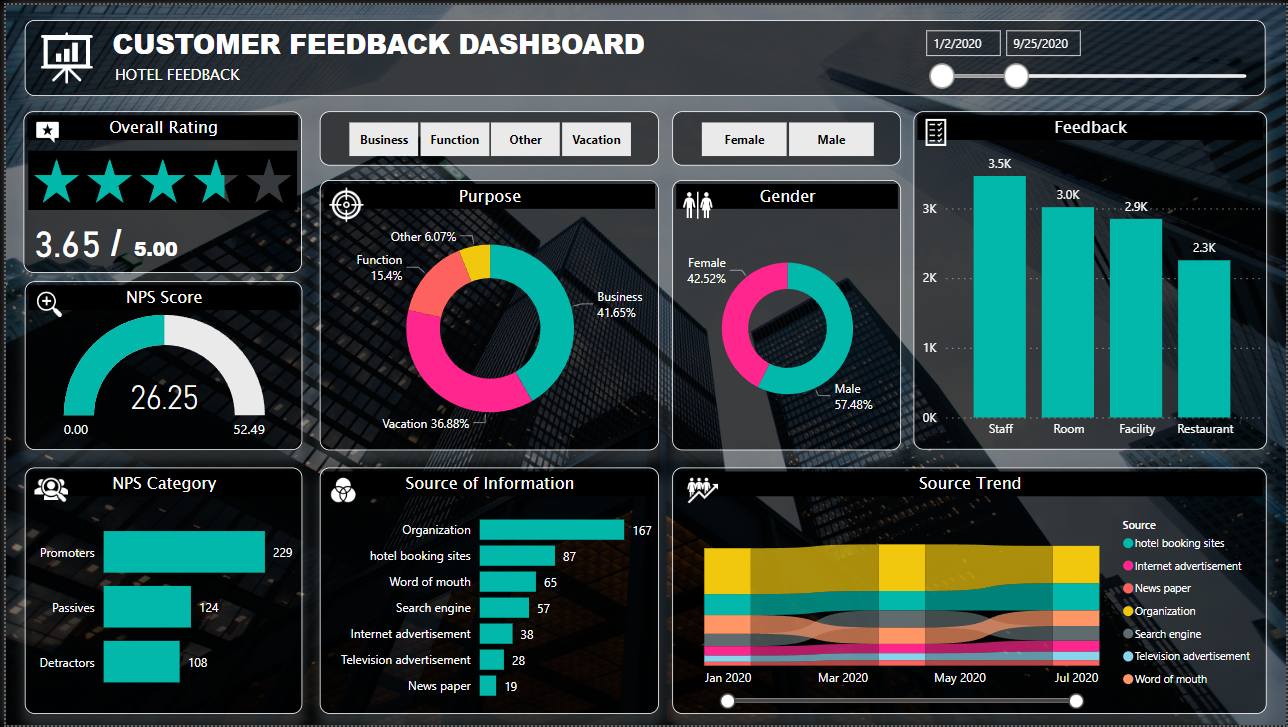 CUSTOMER FEEDBACK DASHBOARD
HOTEL FEEDBACK
1/2/2020
9/25/2020
Overall Rating
3.65 / 5.00
NPS Score
26.25
0.00
52.49
Business
Function
Other
Vacation
Purpose
Other 6.07%
Function
15.4%
Business
41.65%
Vacation 36.88%
Female
Male
Gender
Female
42.52%
Male
57.48%
Feedback
3.5K
3.0K
2.9K
2.3K
3K
2K
1K
0K
Staff
Room
Facility
Restaurant
NPS Category
Promoters 229
Passives 124
Detractors 108
Source of Information
Organization 167
hotel booking sites 87
Word of mouth 65
Search engine 57
Internet advertisement 38
Television advertisement 28
News paper 19
Source Trend
Jan 2020
Mar 2020
May 2020
Jul 2020
Source
hotel booking sites
Internet advertisement
News paper
Organization
Search engine
Television advertisement
Word of mouth